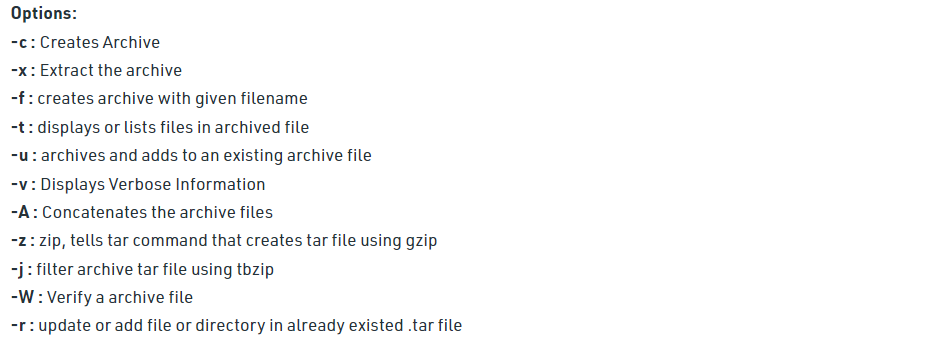 Options:
-c : Creates Archive
-x : Extract the archive
-f : creates archive with given filename
-t : displays or lists files in archived file
-u : archives and adds to an existing archive file
-v : Displays Verbose Information
-A : Concatenates the archive files
-z : zip, tells tar command that creates tar file using gzip
-j : filter archive tar file using tbzip
-W : Verify a archive file
-r : update or add file or directory in already existed .tar file